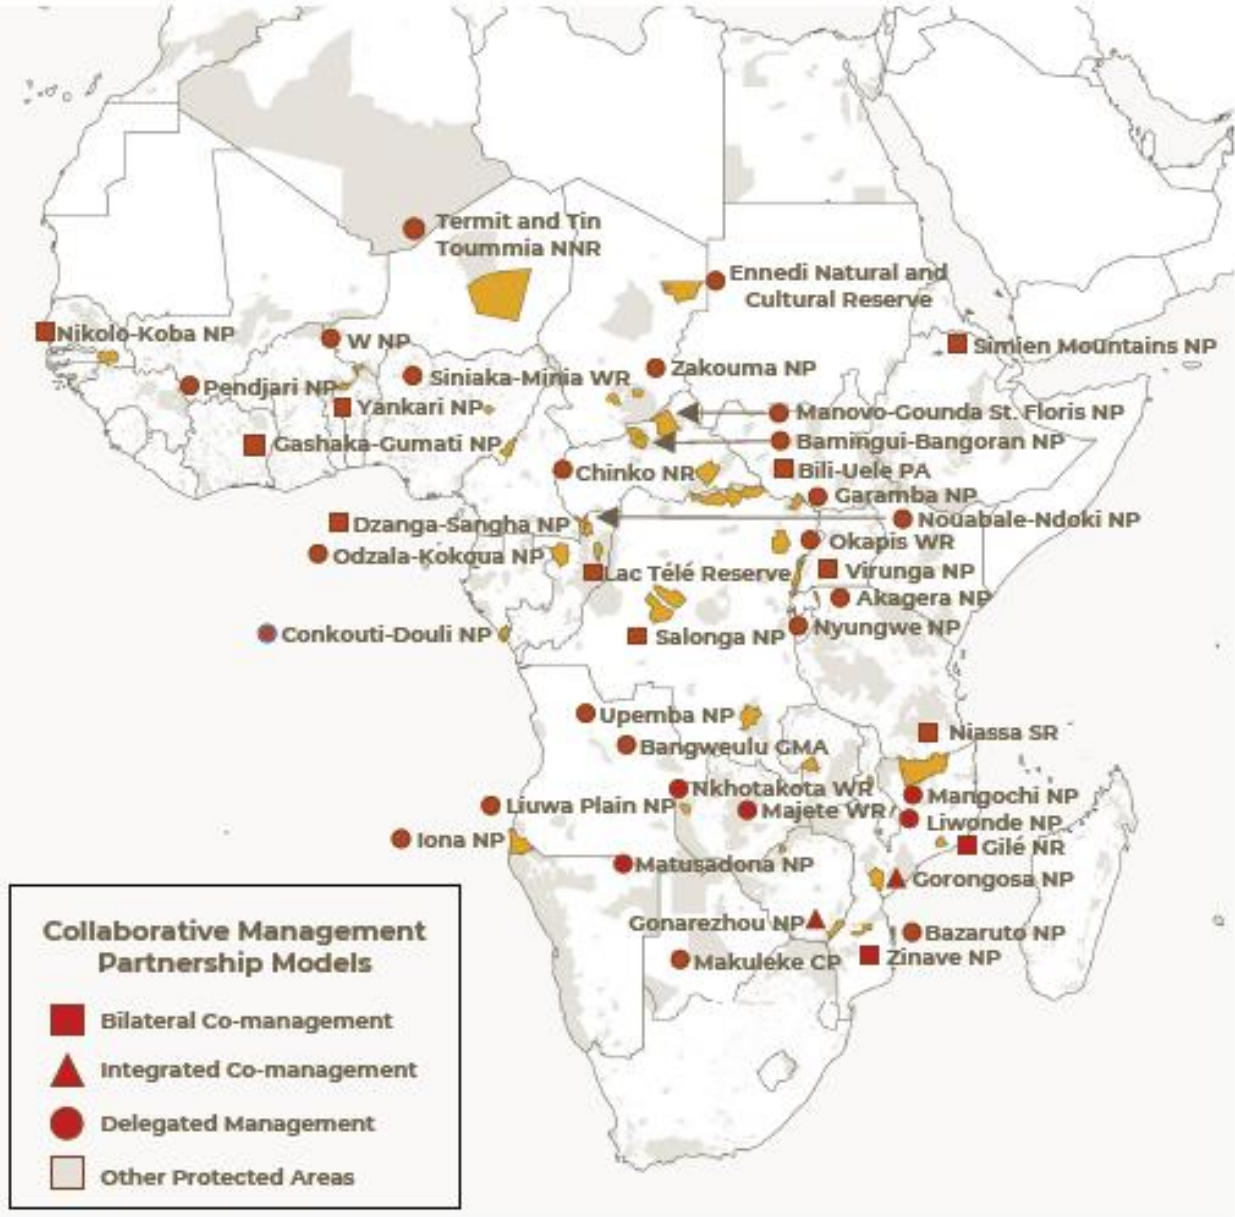 Termit and Tin
Toummia NNR
Ennedi Natural and
Cultural Reserve
Nikolo-Koba NP
W NP
Simien Mountains NP
Zakouma NP
Siniaka-Minia WR
Pendjari NP
Yankari NP
Manovo-Gounda St. Floris NP
Gashaka-Gumati NP
Bamingui-Bangoran NP
Chinko NR
Bili-Uele PA
Garamba NP
Dzanga-Sangha NP
Nouabale-Ndoki NP
Odzala-Kokoua NP
Okapis WR
Lac Télé Reserve
Virunga NP
Akagera NP
Conkouti-Douli NP
Salonga NP
Nyungwe NP
Upemba NP
Niassa SR
Bangweulu GMA
Nkhotakota WR
Mangochi NP
Liuwa Plain NP
Majete WR
Liwonde NP
Iona NP
Gilé NR
Matusadona NP
Gorongosa NP
Gonarezhou NP
Bazaruto NP
Makuleke CP
Zinave NP
Collaborative Management
Partnership Models
Bilateral Co-management
Integrated Co-management
Delegated Management
Other Protected Areas